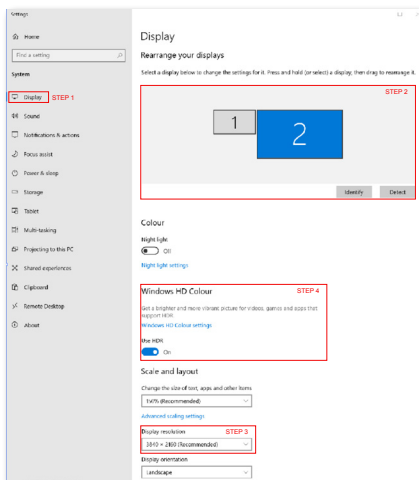 Settings
Home
Find a setting
System
Display STEP 1
Sound
Notifications & actions
Focus assist
Power & sleep
Storage
Tablet
Multi-tasking
Projecting to this PC
Shared experiences
Clipboard
Remote Desktop
About
Display
Rearrange your displays
Select a display below to change the settings for it. Press and hold (or select) a display, then drag to rearrange it.
STEP 2
1
2
Identify Detect
Colour
Night light
Off
Night light settings
Windows HD Colour STEP 4
Get a brighter and more vibrant picture for videos, games and apps that
support HDR.
Windows HD Colour settings
Use HDR
On
Scale and layout
Change the size of text, apps and other items
(Recommended)
Advanced scaling settings
Display resolution STEP 3
3840 × 2160 (Recommended)
Display orientation
Landscape